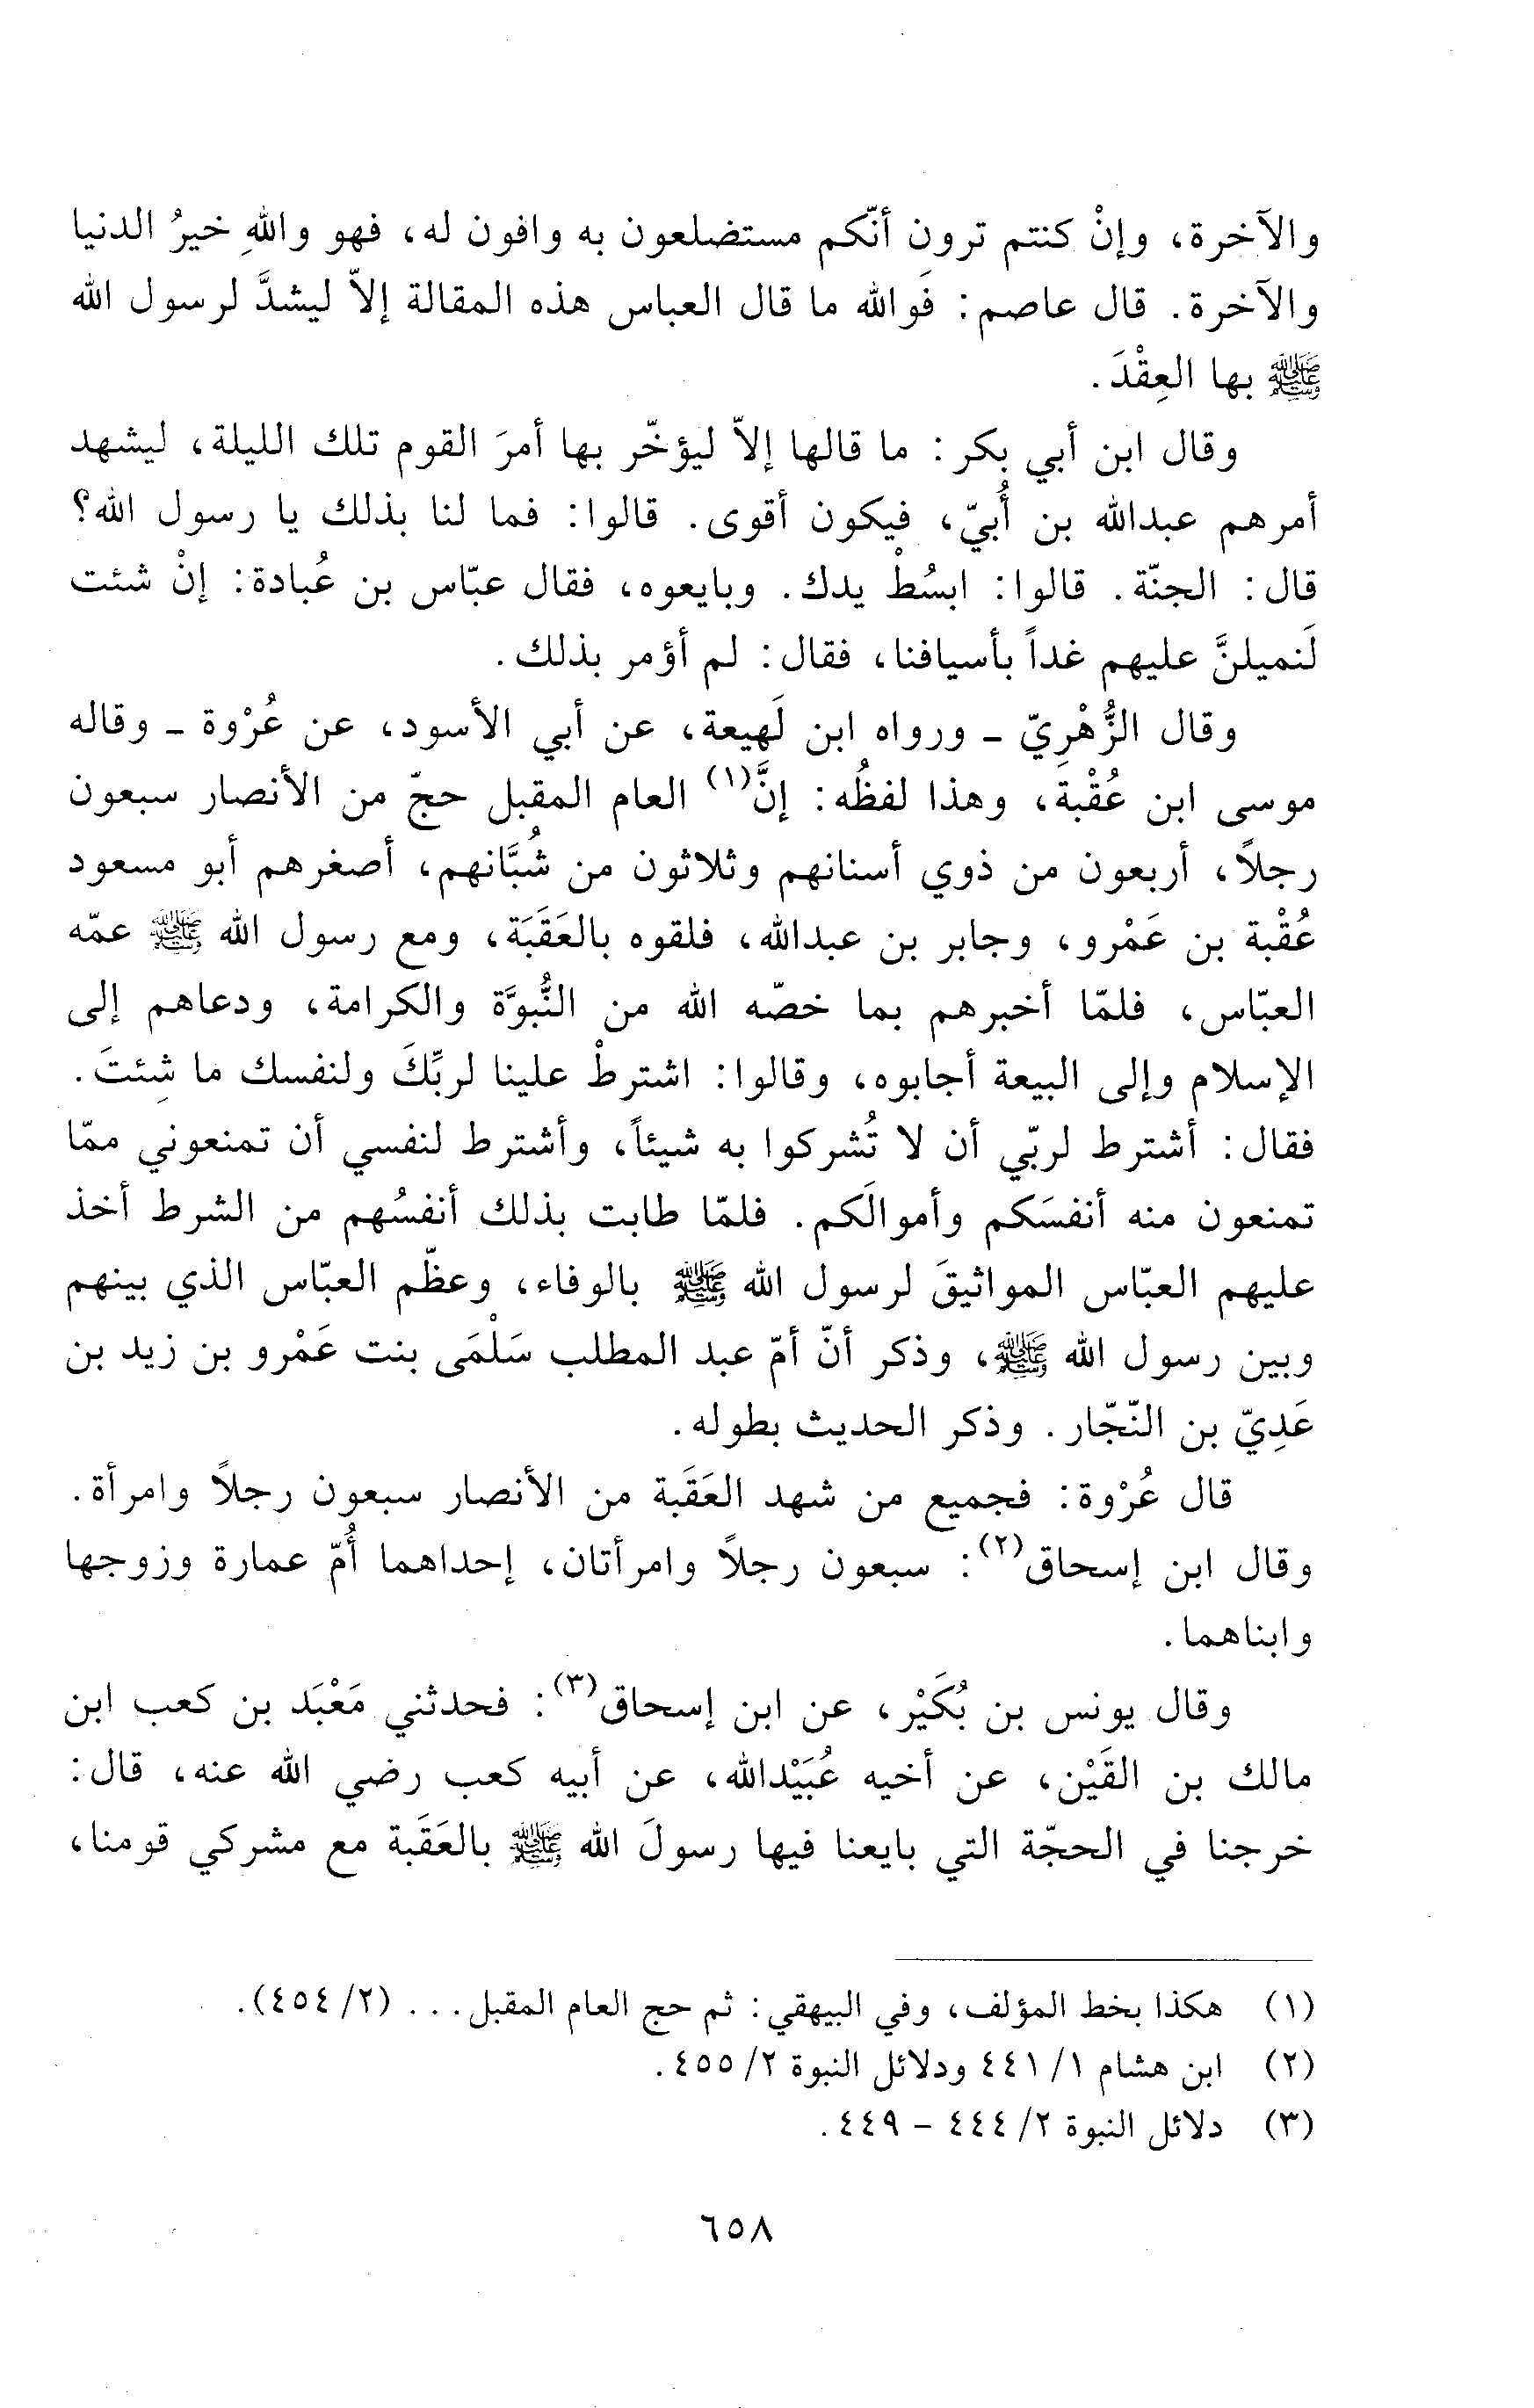 والآخرة، وإنْ كنتم ترون أنّكم مستضلعون به وافون له، فهو واللهِ خيرُ الدنيا
والآخرة. قال عاصم: فَوالله ما قال العباس هذه المقالة إلاّ ليشدَّ لرسول الله
ﷺ بها العِقْدَ.
وقال ابن أبي بكر: ما قالها إلاّ ليؤخّر بها أمرَ القوم تلك الليلة، ليشهد
أمرهم عبدالله بن أُبيّ، فيكون أقوى. قالوا: فما لنا بذلك يا رسول الله؟
قال: الجنّة. قالوا: ابسُطْ يدك. وبايعوه، فقال عبّاس بن عُبادة: إنْ شئت
لَنميلنَّ عليهم غداً بأسيافنا، فقال: لم أؤمر بذلك.
وقال الزُّهْرِيّ - ورواه ابن لَهيعة، عن أبي الأسود، عن عُرْوة - وقاله
موسى ابن عُقْبة، وهذا لفظُه: إنَّ(١) العام المقبل حجّ من الأنصار سبعون
رجلاً، أربعون من ذوي أسنانهم وثلاثون من شُبَّانهم، أصغرهم أبو مسعود
عُقْبة بن عَمْرو، وجابر بن عبدالله، فلقوه بالعَقَبَة، ومع رسول الله ﷺ عمّه
العبّاس، فلمّا أخبرهم بما خصّه الله من النُّبوَّة والكرامة، ودعاهم إلى
الإسلام وإلى البيعة أجابوه، وقالوا: اشترطْ علينا لربِّكَ ولنفسك ما شِئتَ.
فقال: أشترط لربّي أن لا تُشركوا به شيئاً، وأشترط لنفسي أن تمنعوني ممّا
تمنعون منه أنفسَكم وأموالَكم. فلمّا طابت بذلك أنفسُهم من الشرط أخذ
عليهم العبّاس المواثيقَ لرسول الله ﷺ بالوفاء، وعظّم العبّاس الذي بينهم
وبين رسول الله ﷺ، وذكر أنّ أمّ عبد المطلب سَلْمَى بنت عَمْرو بن زيد بن
عَدِيّ بن النّجّار. وذكر الحديث بطوله.
قال عُرْوة: فجميع من شهد العَقَبة من الأنصار سبعون رجلاً وامرأة.
وقال ابن إسحاق(٢): سبعون رجلاً وامرأتان، إحداهما أُمّ عمارة وزوجها
وابناهما.
وقال يونس بن بُكَيْر، عن ابن إسحاق(٣): فحدثني مَعْبَد بن كعب ابن
مالك بن القَيْن، عن أخيه عُبَيْدالله، عن أبيه كعب رضي الله عنه، قال:
خرجنا في الحجّة التي بايعنا فيها رسولَ الله ﷺ بالعَقَبة مع مشركي قومنا،
(١) هكذا بخط المؤلف، وفي البيهقي: ثم حج العام المقبل... (٢/ ٤٥٤).
(٢) ابن هشام ١/ ٤٤١ ودلائل النبوة ٢/ ٤٥٥.
(٣) دلائل النبوة ٢/ ٤٤٤ - ٤٤٩.
٦٥٨